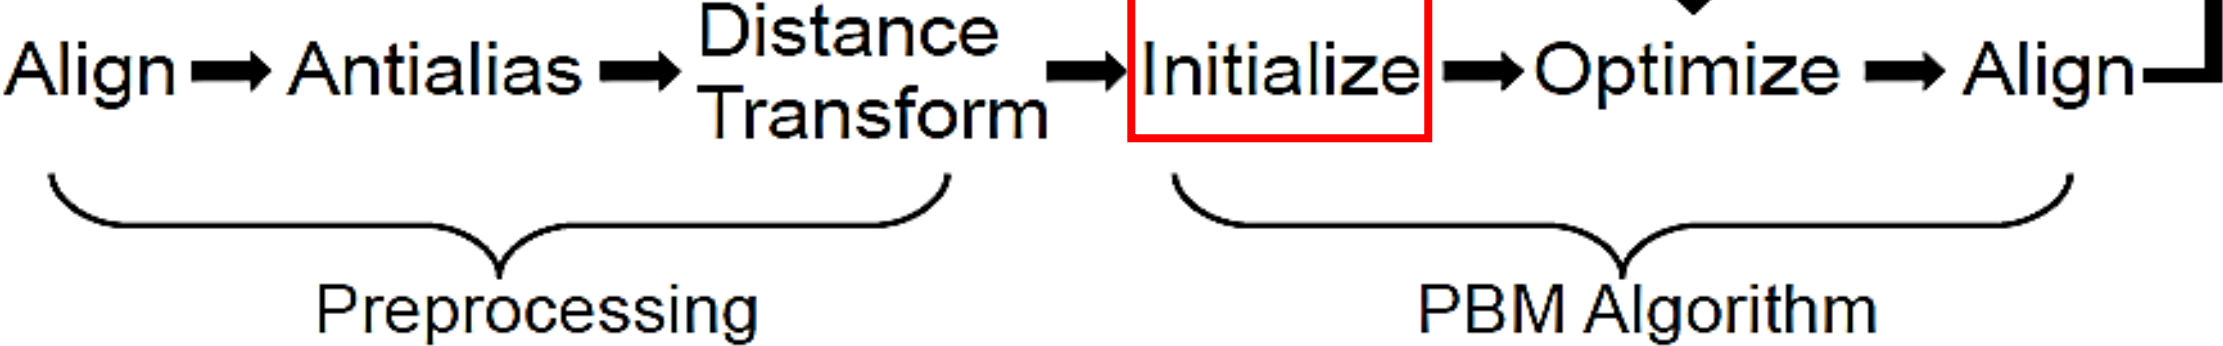 Align Antialias Distance Transform Initialize Optimize Align
Preprocessing PBM Algorithm